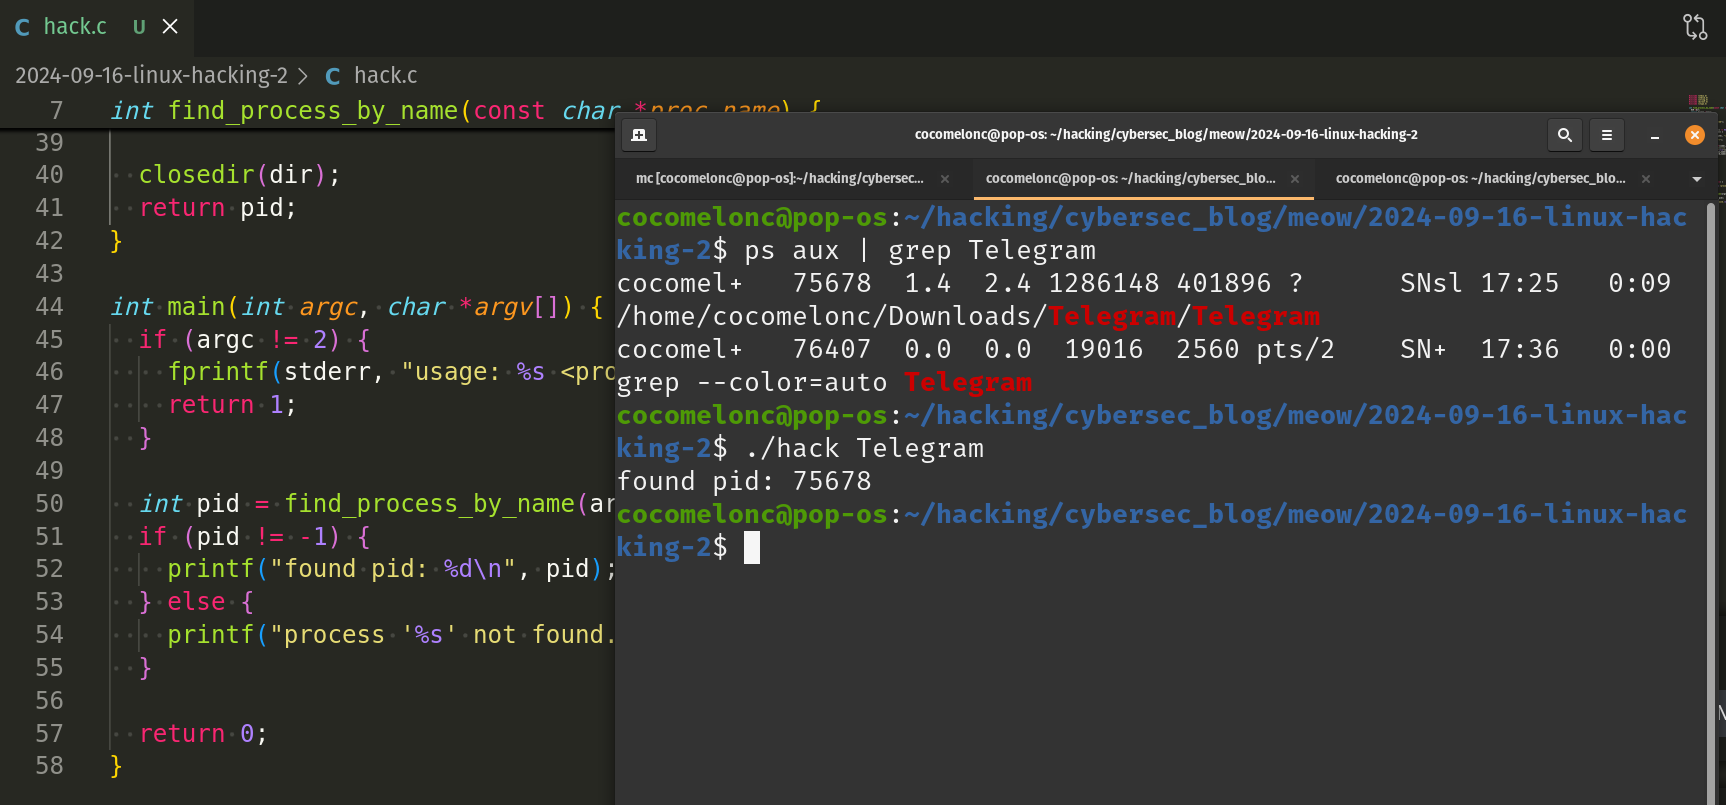 hack.c U
2024-09-16-linux-hacking-2 > hack.c
7 int find_process_by_name(const char *proc_name) {
39
40 closedir(dir);
41 return pid;
42 }
43
44 int main(int argc, char *argv[]) {
45 if (argc != 2) {
46 fprintf(stderr, "usage: %s <pro
47 return 1;
48 }
49
50 int pid = find_process_by_name(ar
51 if (pid != -1) {
52 printf("found pid: %d\n", pid);
53 } else {
54 printf("process '%s' not found.
55 }
56
57 return 0;
58 }
cocomelonc@pop-os: ~/hacking/cybersec_blog/meow/2024-09-16-linux-hacking-2
mc [cocomelonc@pop-os]:~/hacking/cybersec...
cocomelonc@pop-os: ~/hacking/cybersec_blo...
cocomelonc@pop-os: ~/hacking/cybersec_blo...
cocomelonc@pop-os:~/hacking/cybersec_blog/meow/2024-09-16-linux-hac
king-2$ ps aux | grep Telegram
cocomel+ 75678 1.4 2.4 1286148 401896 ? SNsl 17:25 0:09
/home/cocomelonc/Downloads/Telegram/Telegram
cocomel+ 76407 0.0 0.0 19016 2560 pts/2 SN+ 17:36 0:00
grep --color=auto Telegram
cocomelonc@pop-os:~/hacking/cybersec_blog/meow/2024-09-16-linux-hac
king-2$ ./hack Telegram
found pid: 75678
cocomelonc@pop-os:~/hacking/cybersec_blog/meow/2024-09-16-linux-hac
king-2$